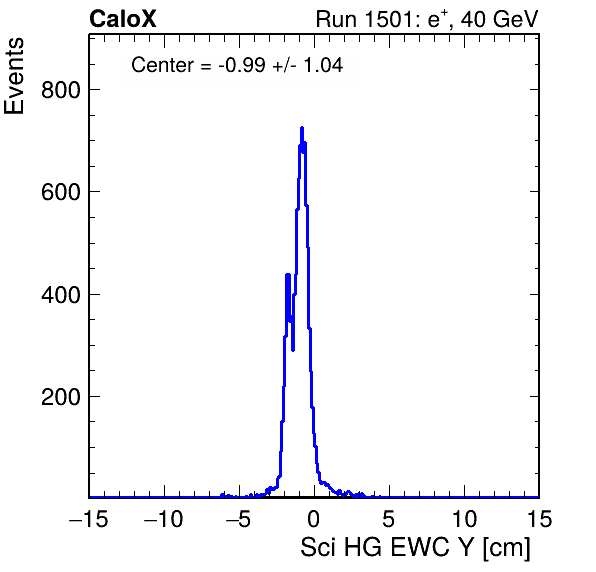 CaloX
Run 1501: e+, 40 GeV
Center = -0.99 +/- 1.04
Events
800
600
400
200
−15
−10
−5
0
5
10
15
Sci HG EWC Y [cm]